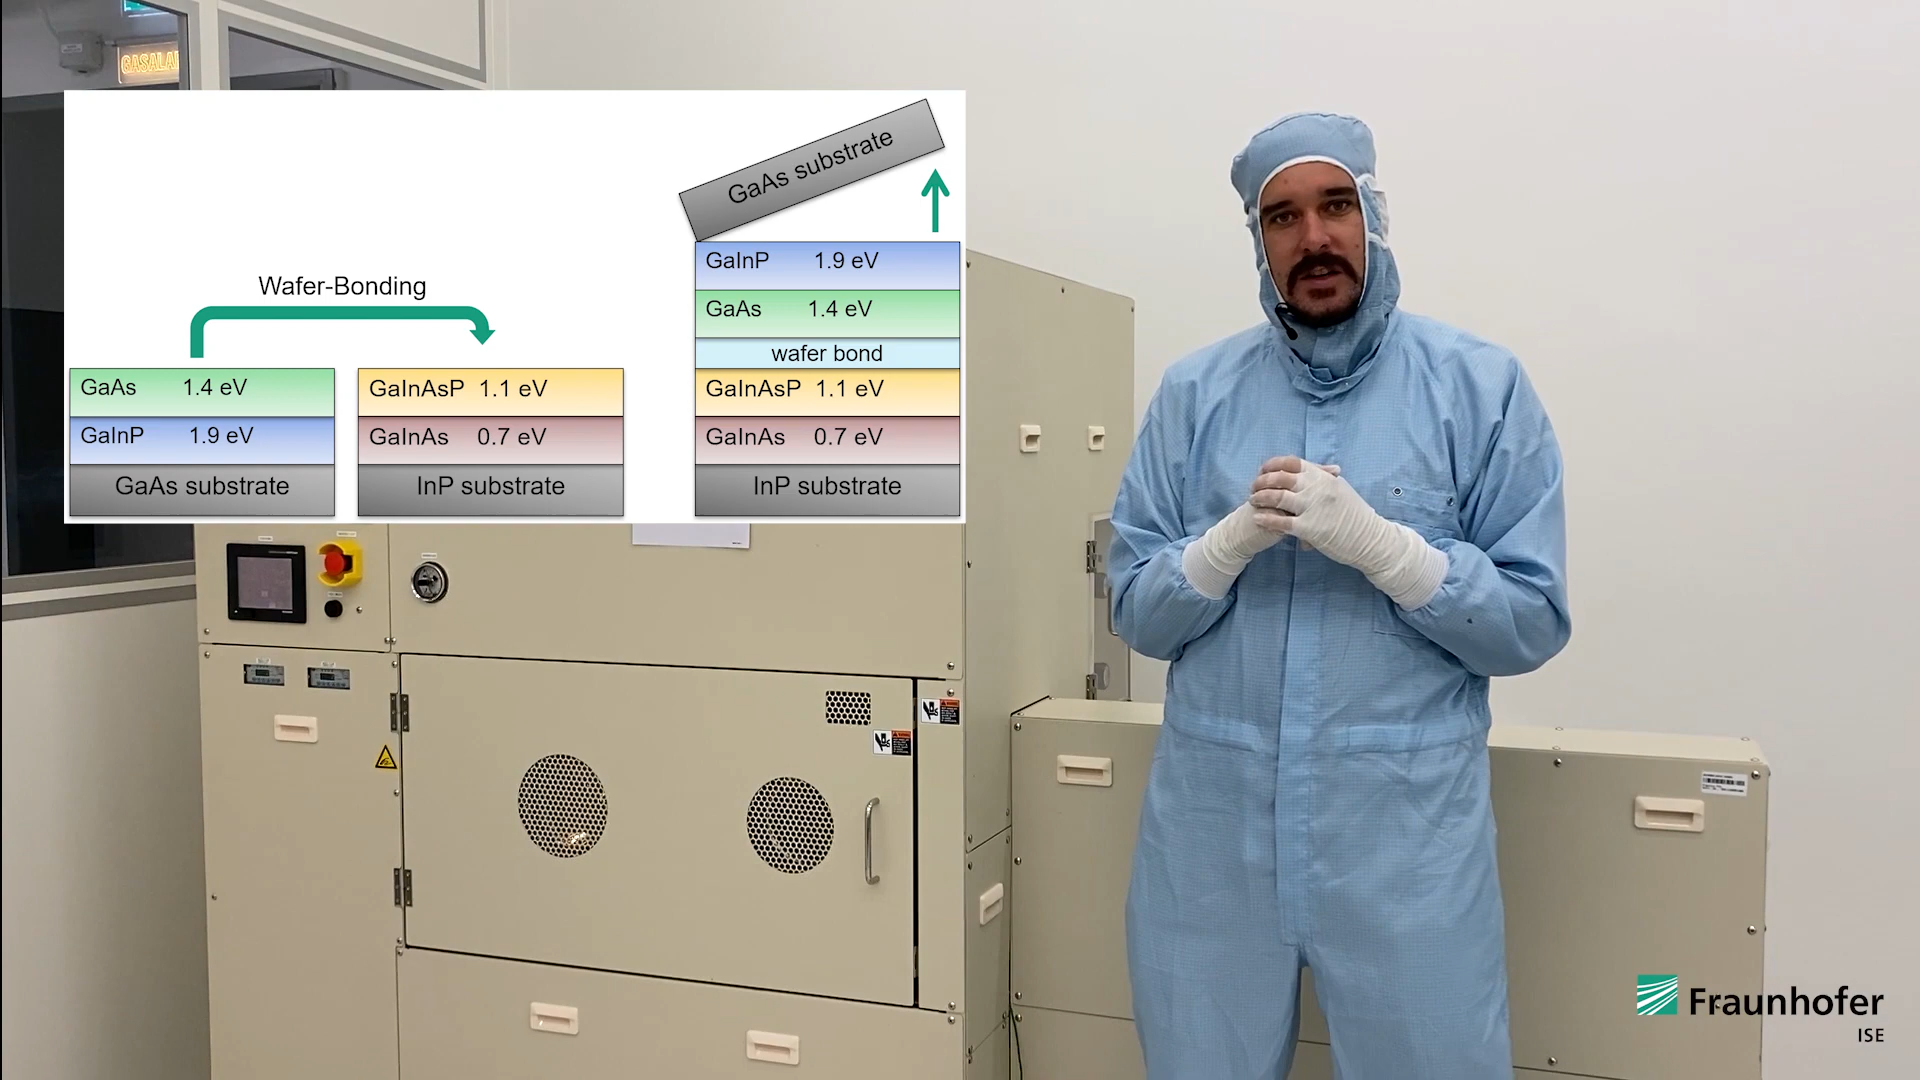 GASALA
Wafer-Bonding
GaAs 1.4 eV
GaInP 1.9 eV
GaAs substrate
GaInAsP 1.1 eV
GaInAs 0.7 eV
InP substrate
GaAs substrate
GaInP 1.9 eV
GaAs 1.4 eV
wafer bond
GaInAsP 1.1 eV
GaInAs 0.7 eV
InP substrate
Fraunhofer
ISE